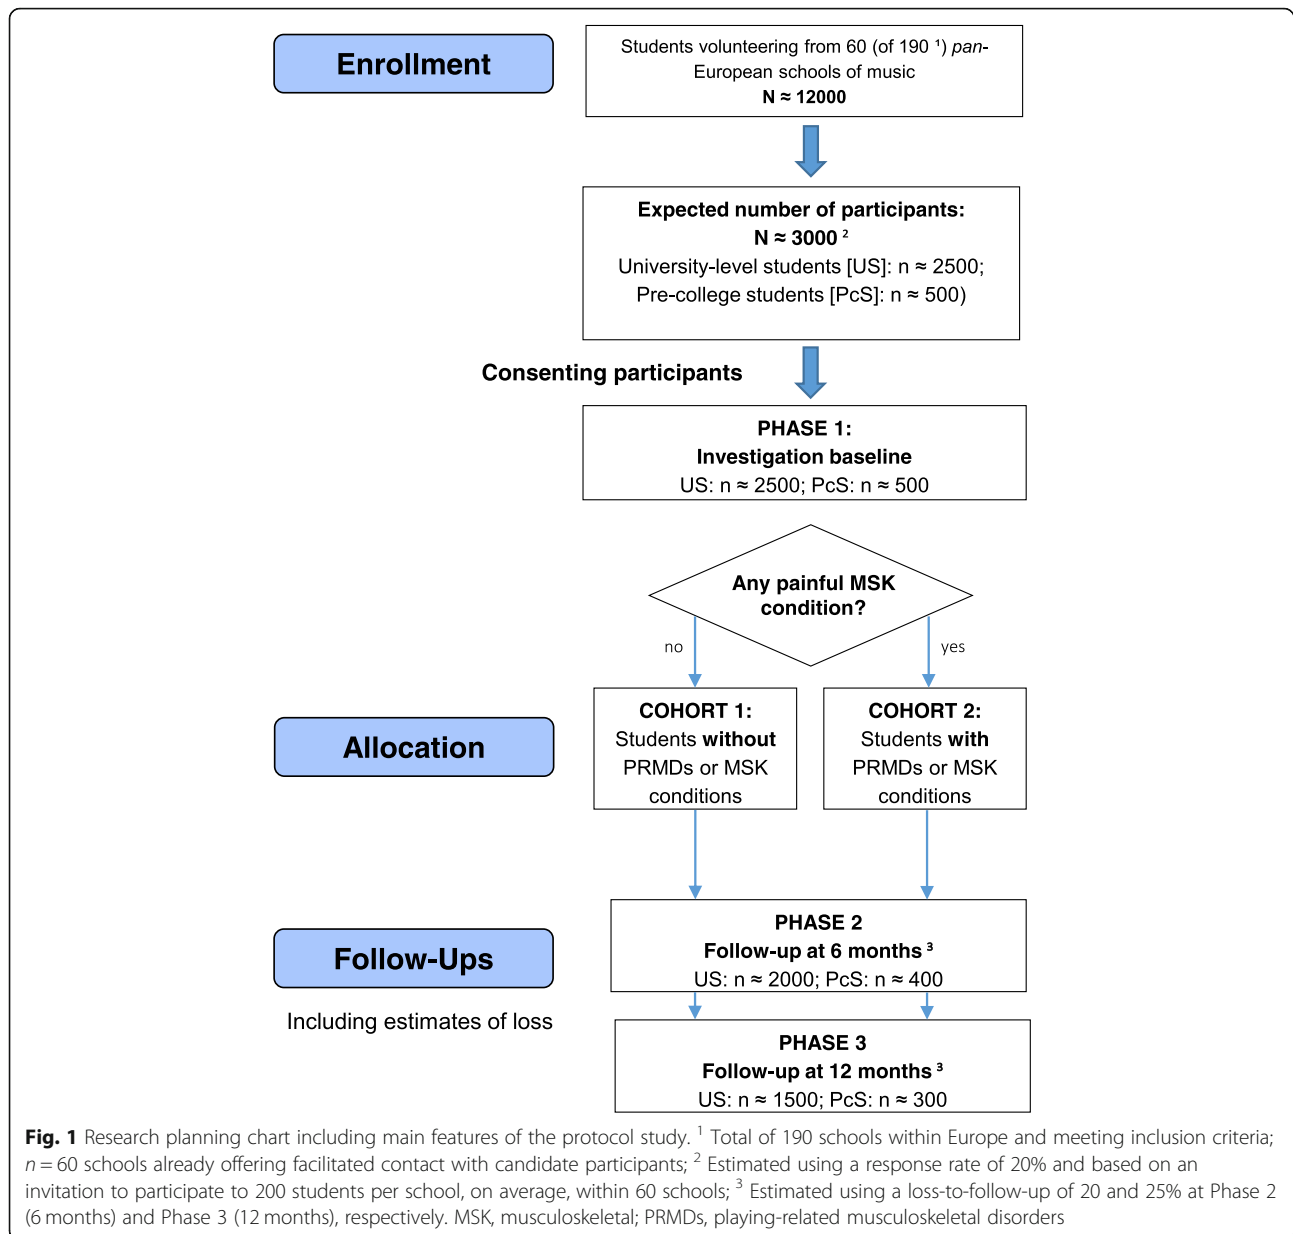 Enrollment
Students volunteering from 60 (of 190 ¹) pan-
European schools of music
N ≈ 12000
Expected number of participants:
N ≈ 3000 ²
University-level students [US]: n ≈ 2500;
Pre-college students [PcS]: n ≈ 500)
Consenting participants
PHASE 1:
Investigation baseline
US: n ≈ 2500; PcS: n ≈ 500
Any painful MSK
condition?
no
yes
Allocation
COHORT 1:
Students without
PRMDs or MSK
conditions
COHORT 2:
Students with
PRMDs or MSK
conditions
Follow-Ups
Including estimates of loss
PHASE 2
Follow-up at 6 months ³
US: n ≈ 2000; PcS: n ≈ 400
PHASE 3
Follow-up at 12 months ³
US: n ≈ 1500; PcS: n ≈ 300
Fig. 1 Research planning chart including main features of the protocol study. ¹ Total of 190 schools within Europe and meeting inclusion criteria;
n = 60 schools already offering facilitated contact with candidate participants; ² Estimated using a response rate of 20% and based on an
invitation to participate to 200 students per school, on average, within 60 schools; ³ Estimated using a loss-to-follow-up of 20 and 25% at Phase 2
(6 months) and Phase 3 (12 months), respectively. MSK, musculoskeletal; PRMDs, playing-related musculoskeletal disorders